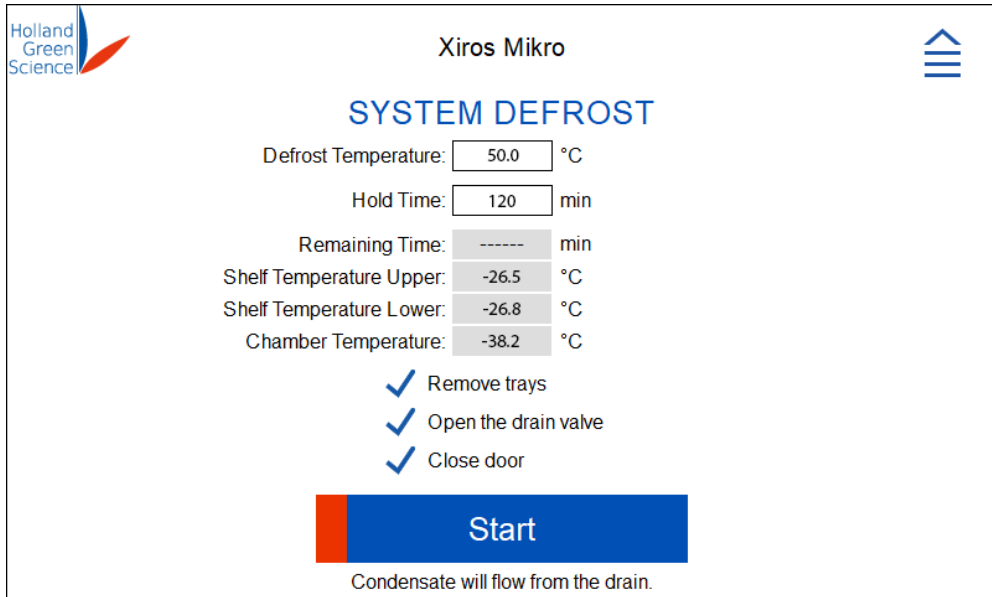 Holland
Green
Science
Xiros Mikro
SYSTEM DEFROST
Defrost Temperature: 50.0 °C
Hold Time: 120 min
Remaining Time: ------ min
Shelf Temperature Upper: -26.5 °C
Shelf Temperature Lower: -26.8 °C
Chamber Temperature: -38.2 °C
Remove trays
Open the drain valve
Close door
Start
Condensate will flow from the drain.